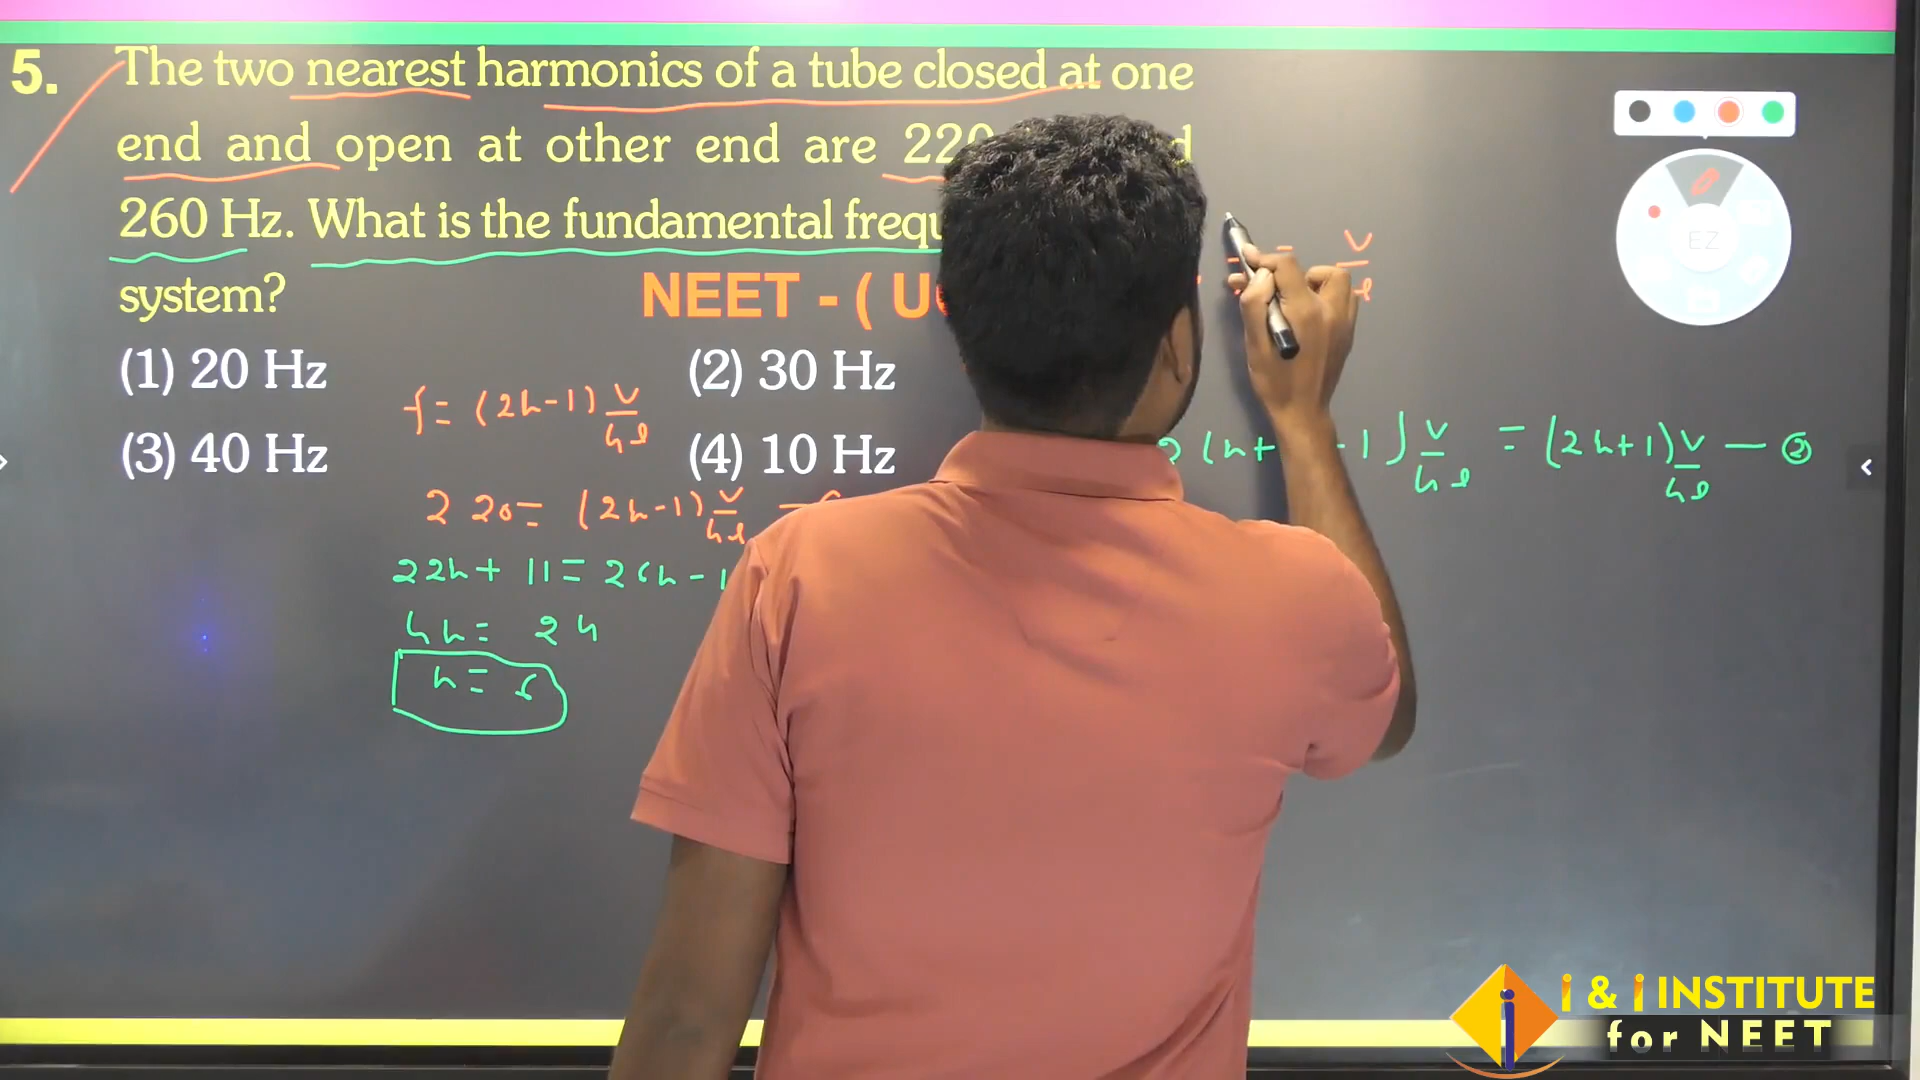 5. The two nearest harmonics of a tube closed at one
end and open at other end are 220
260 Hz. What is the fundamental
system?
NEET - (
(1) 20 Hz
(2) 30 Hz
(3) 40 Hz
(4) 10 Hz
EZ
v
l
f = (2n-1) v
4l
220 = (2n-1) v
4l
22n + 11 = 26n - 1
4n = 24
n = 6
(n+ -1) v
4l
= (2n+1) v
4l
— 2
i & i INSTITUTE
for NEET